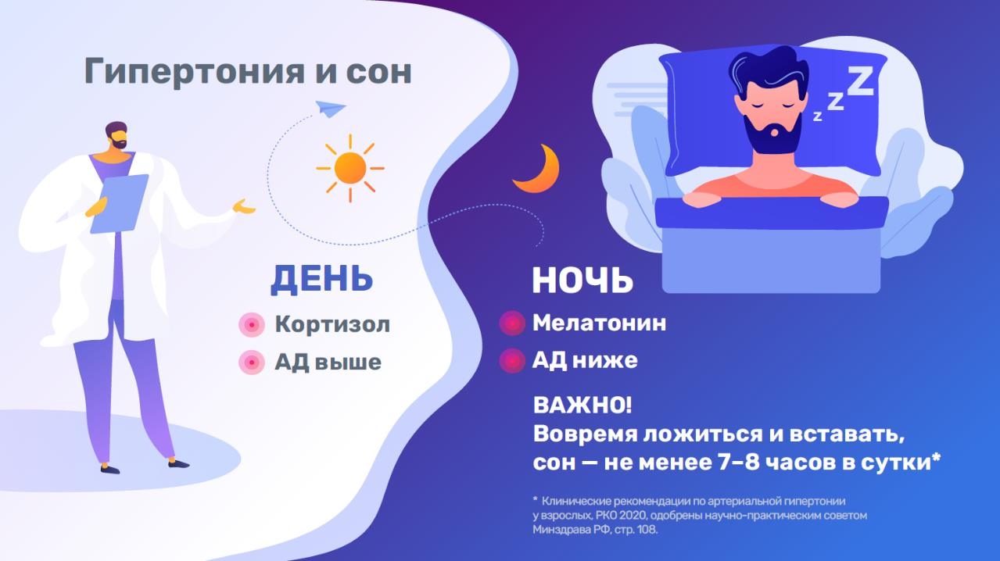 Гипертония и сон
z Z Z
ДЕНЬ
Кортизол
АД выше
НОЧЬ
Мелатонин
АД ниже
ВАЖНО!
Вовремя ложиться и вставать,
сон — не менее 7–8 часов в сутки*
* Клинические рекомендации по артериальной гипертонии
у взрослых, РКО 2020, одобрены научно-практическим советом
Минздрава РФ, стр. 108.